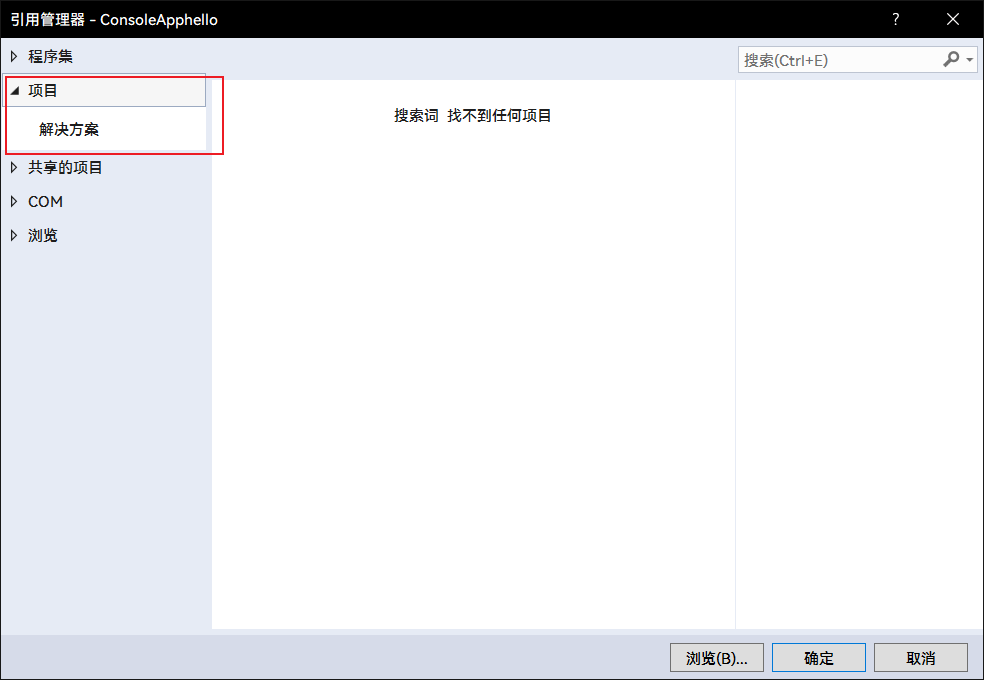 引用管理器 - ConsoleApphello
?
程序集
搜索(Ctrl+E)
项目
搜索词 找不到任何项目
解决方案
共享的项目
COM
浏览
浏览(B)...
确定
取消